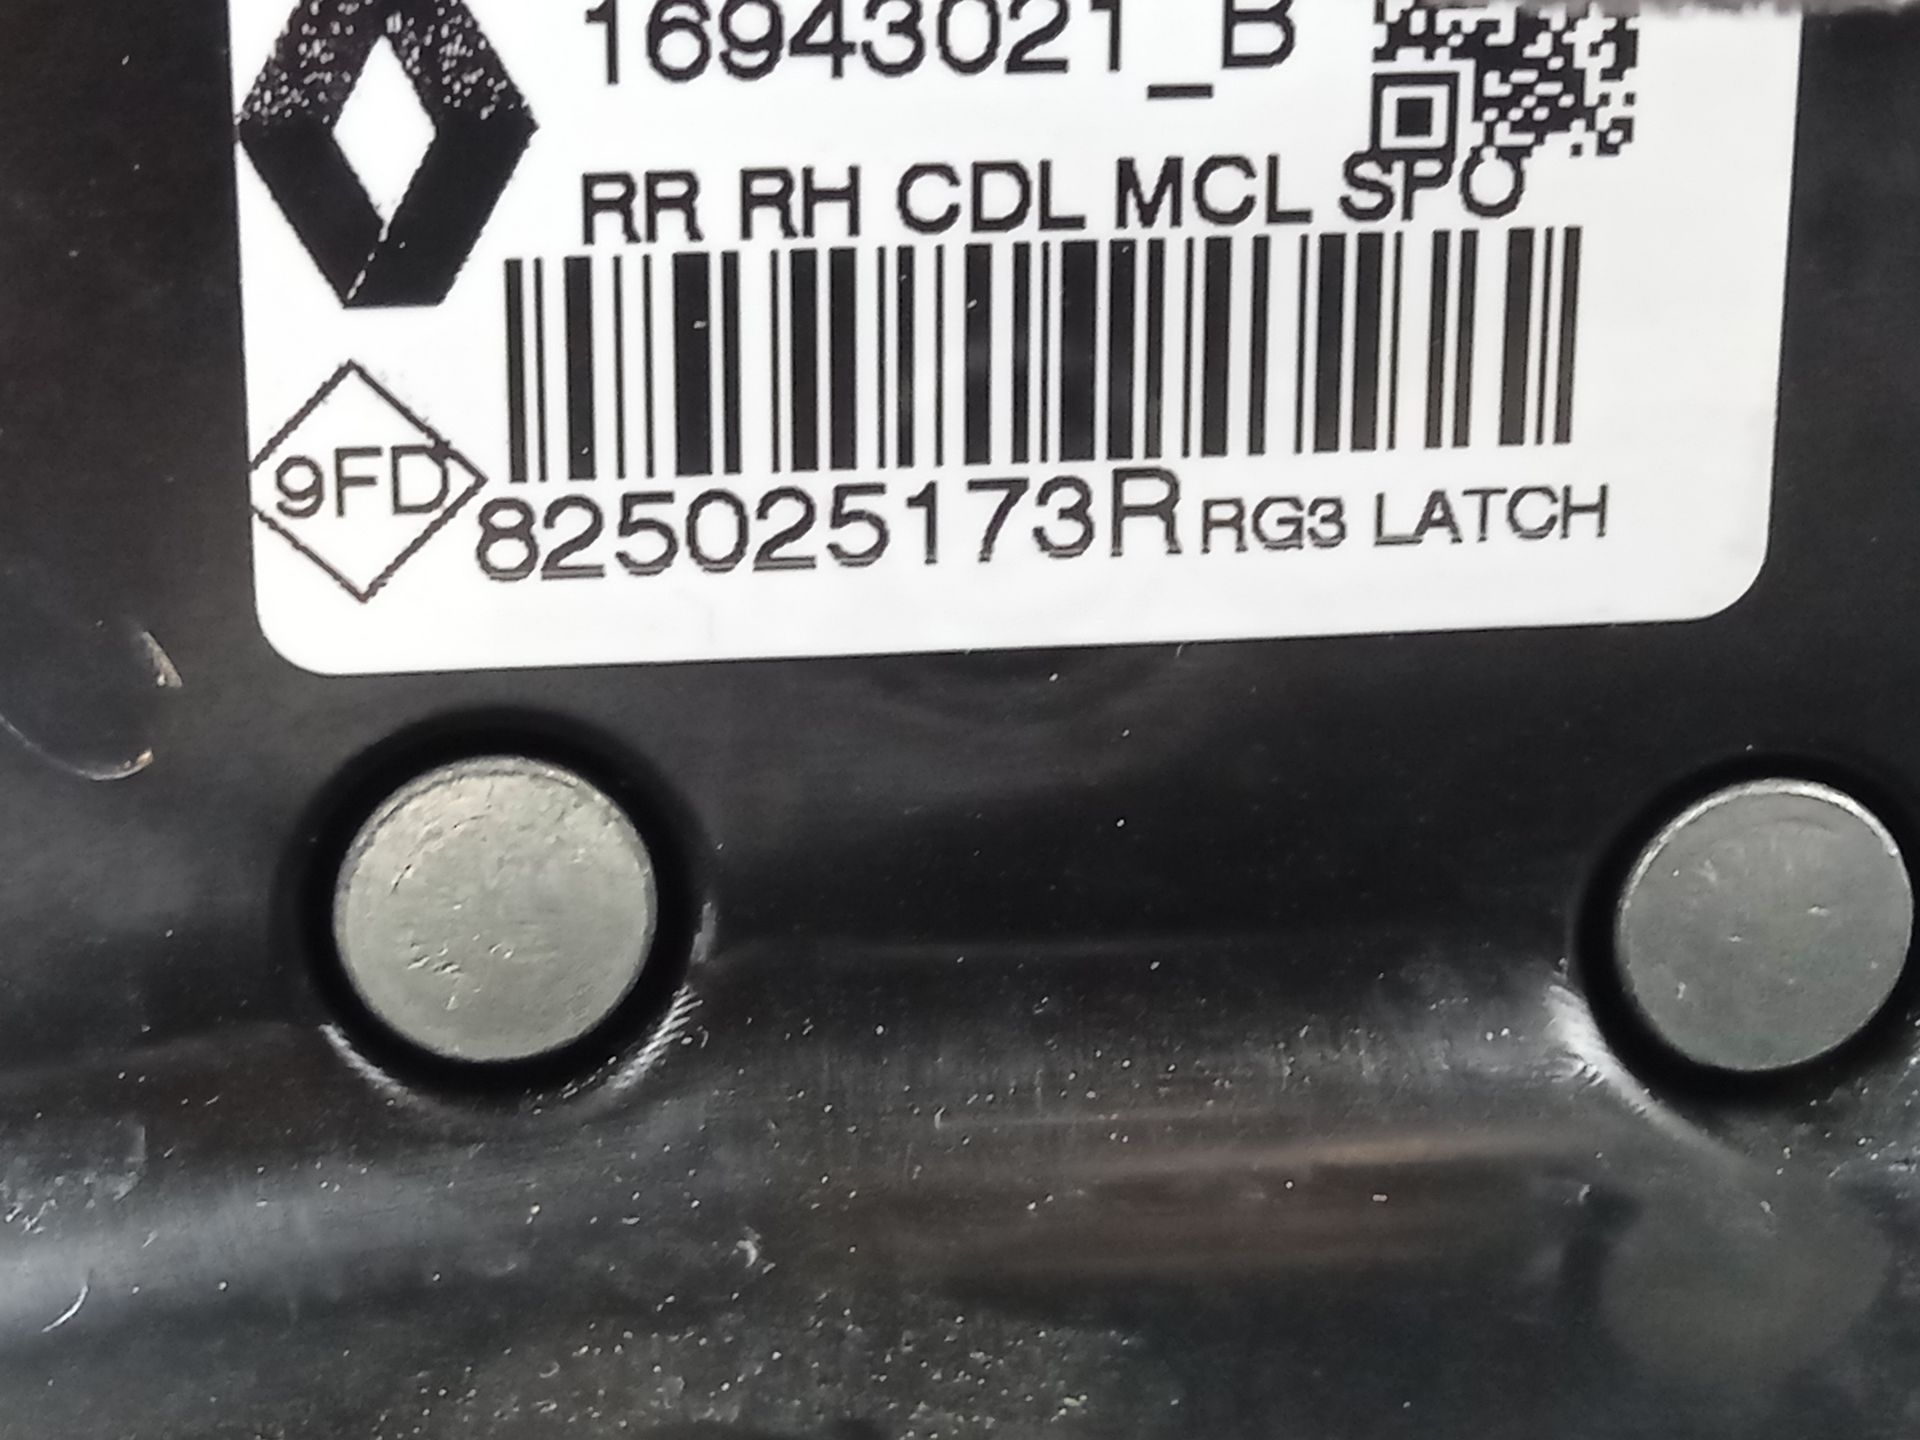 16943021_B
RR RH CDL MCL SPO
9FD
825025173R RG3 LATCH